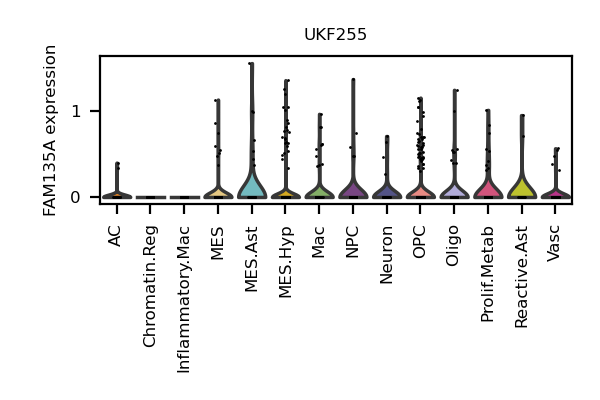 UKF255
FAM135A expression
1
0
AC
Chromatin.Reg
Inflammatory.Mac
MES
MES.Ast
MES.Hyp
Mac
NPC
Neuron
OPC
Oligo
Prolif.Metab
Reactive.Ast
Vasc